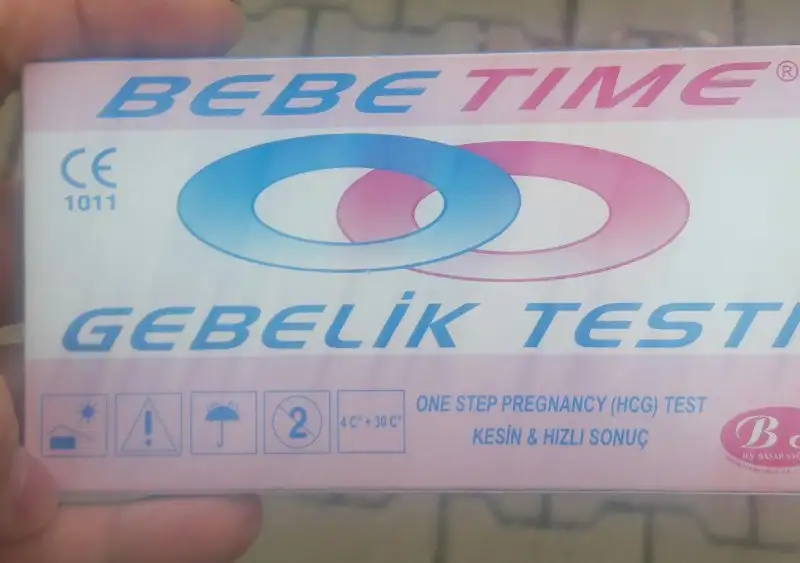 BEBE TIME®
CE
1011
GEBELİK TESTİ
2
4 C° + 30 C°
ONE STEP PREGNANCY (HCG) TEST
KESİN & HIZLI SONUÇ
B